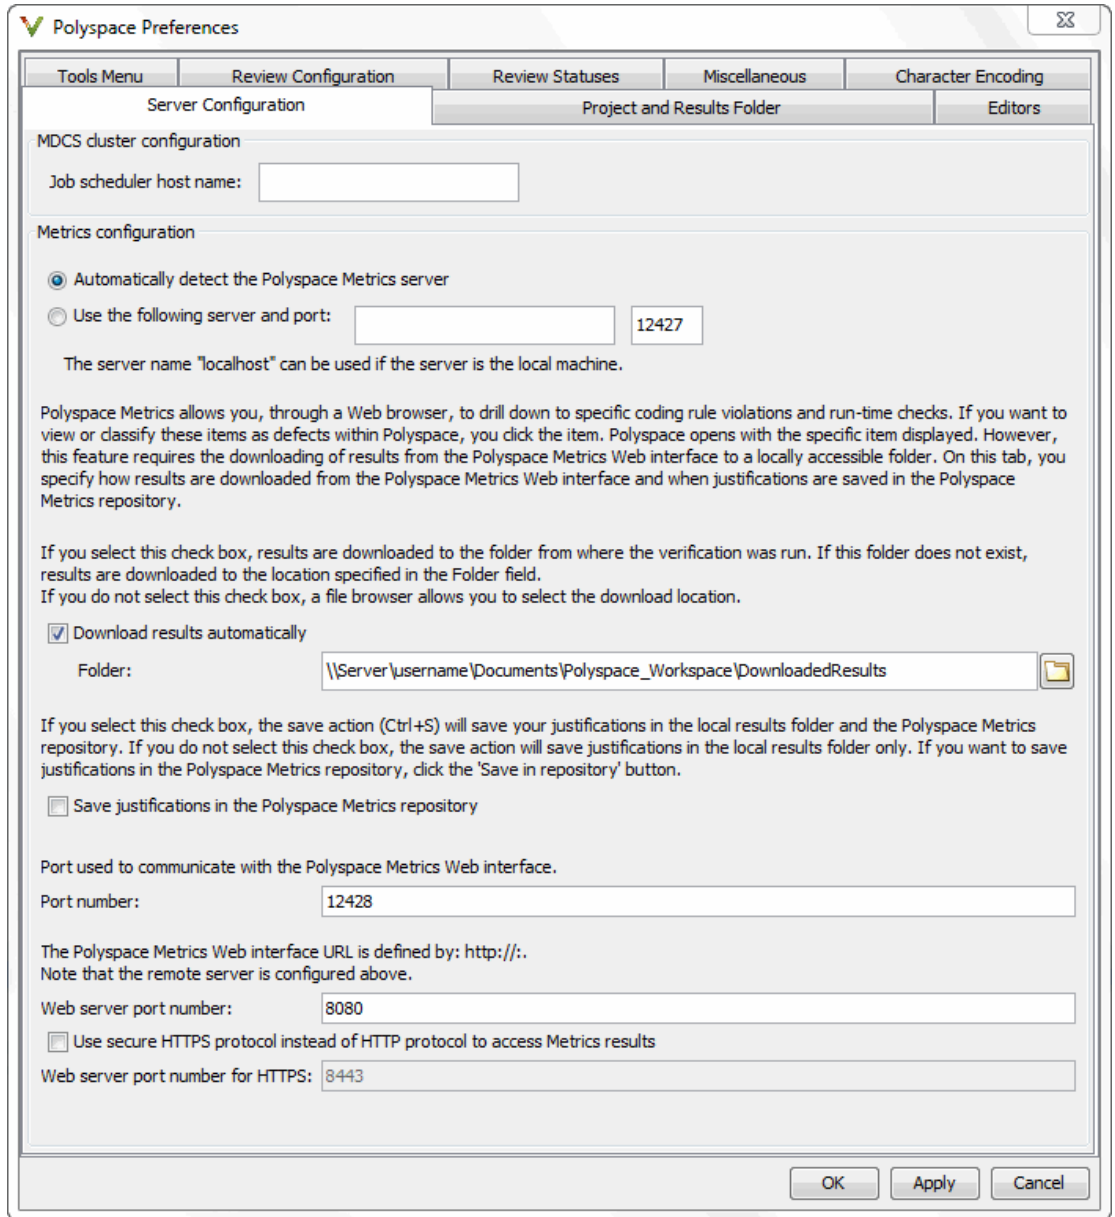 Polyspace Preferences
Tools Menu
Review Configuration
Review Statuses
Miscellaneous
Character Encoding
Server Configuration
Project and Results Folder
Editors
MDCS cluster configuration
Job scheduler host name:
Metrics configuration
Automatically detect the Polyspace Metrics server
Use the following server and port:
12427
The server name "localhost" can be used if the server is the local machine.
Polyspace Metrics allows you, through a Web browser, to drill down to specific coding rule violations and run-time checks. If you want to
view or classify these items as defects within Polyspace, you click the item. Polyspace opens with the specific item displayed. However,
this feature requires the downloading of results from the Polyspace Metrics Web interface to a locally accessible folder. On this tab, you
specify how results are downloaded from the Polyspace Metrics Web interface and when justifications are saved in the Polyspace
Metrics repository.
If you select this check box, results are downloaded to the folder from where the verification was run. If this folder does not exist,
results are downloaded to the location specified in the Folder field.
If you do not select this check box, a file browser allows you to select the download location.
Download results automatically
Folder:
\\Server\username\Documents\Polyspace_Workspace\DownloadedResults
If you select this check box, the save action (Ctrl+S) will save your justifications in the local results folder and the Polyspace Metrics
repository. If you do not select this check box, the save action will save justifications in the local results folder only. If you want to save
justifications in the Polyspace Metrics repository, click the 'Save in repository' button.
Save justifications in the Polyspace Metrics repository
Port used to communicate with the Polyspace Metrics Web interface.
Port number:
12428
The Polyspace Metrics Web interface URL is defined by: http://:.
Note that the remote server is configured above.
Web server port number:
8080
Use secure HTTPS protocol instead of HTTP protocol to access Metrics results
Web server port number for HTTPS:
8443
OK
Apply
Cancel